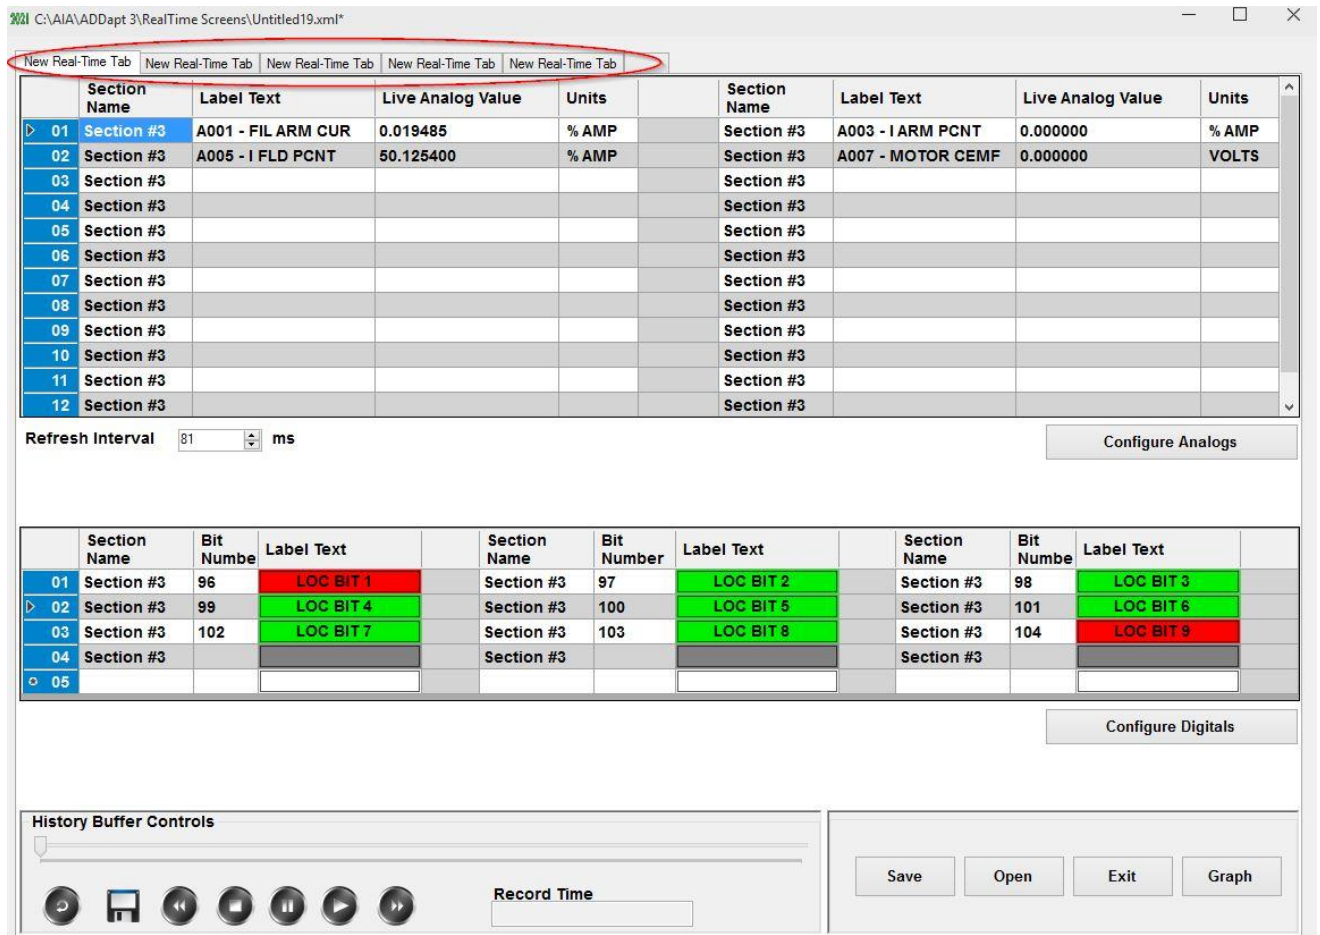 2021 C:\AIA\ADDapt 3\RealTime Screens\Untitled19.xml*
New Real-Time Tab New Real-Time Tab New Real-Time Tab New Real-Time Tab New Real-Time Tab
Section Name Label Text Live Analog Value Units Section Name Label Text Live Analog Value Units
01 Section #3 A001 - FIL ARM CUR 0.019485 % AMP Section #3 A003 - I ARM PCNT 0.000000 % AMP
02 Section #3 A005 - I FLD PCNT 50.125400 % AMP Section #3 A007 - MOTOR CEMF 0.000000 VOLTS
03 Section #3 Section #3
04 Section #3 Section #3
05 Section #3 Section #3
06 Section #3 Section #3
07 Section #3 Section #3
08 Section #3 Section #3
09 Section #3 Section #3
10 Section #3 Section #3
11 Section #3 Section #3
12 Section #3 Section #3
Refresh Interval 81 ms Configure Analogs
Section Name Bit Numbe Label Text Section Name Bit Number Label Text Section Name Bit Numbe Label Text
01 Section #3 96 LOC BIT 1 Section #3 97 LOC BIT 2 Section #3 98 LOC BIT 3
02 Section #3 99 LOC BIT 4 Section #3 100 LOC BIT 5 Section #3 101 LOC BIT 6
03 Section #3 102 LOC BIT 7 Section #3 103 LOC BIT 8 Section #3 104 LOC BIT 9
04 Section #3 Section #3 Section #3
05
Configure Digitals
History Buffer Controls
Record Time
Save Open Exit Graph